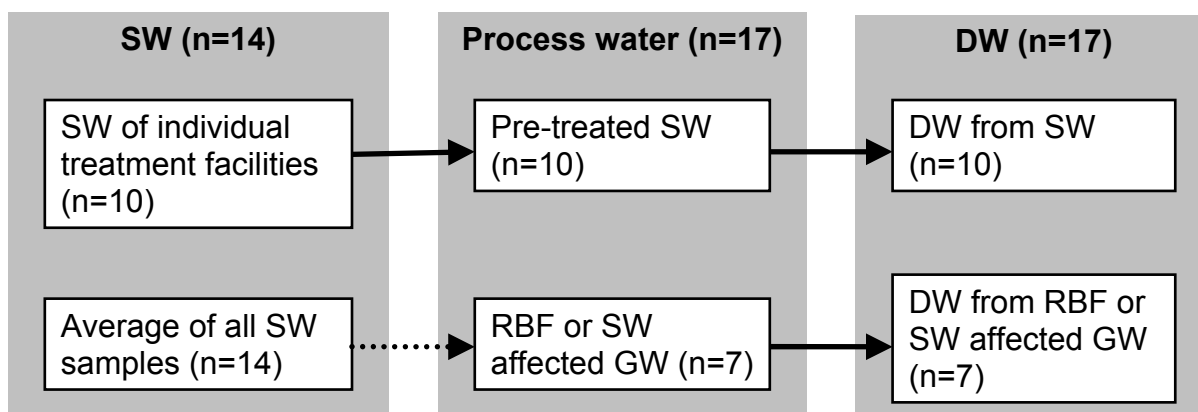 SW (n=14)
SW of individual
treatment facilities
(n=10)
Average of all SW
samples (n=14)
Process water (n=17)
Pre-treated SW
(n=10)
RBF or SW
affected GW (n=7)
DW (n=17)
DW from SW
(n=10)
DW from RBF or
SW affected GW
(n=7)